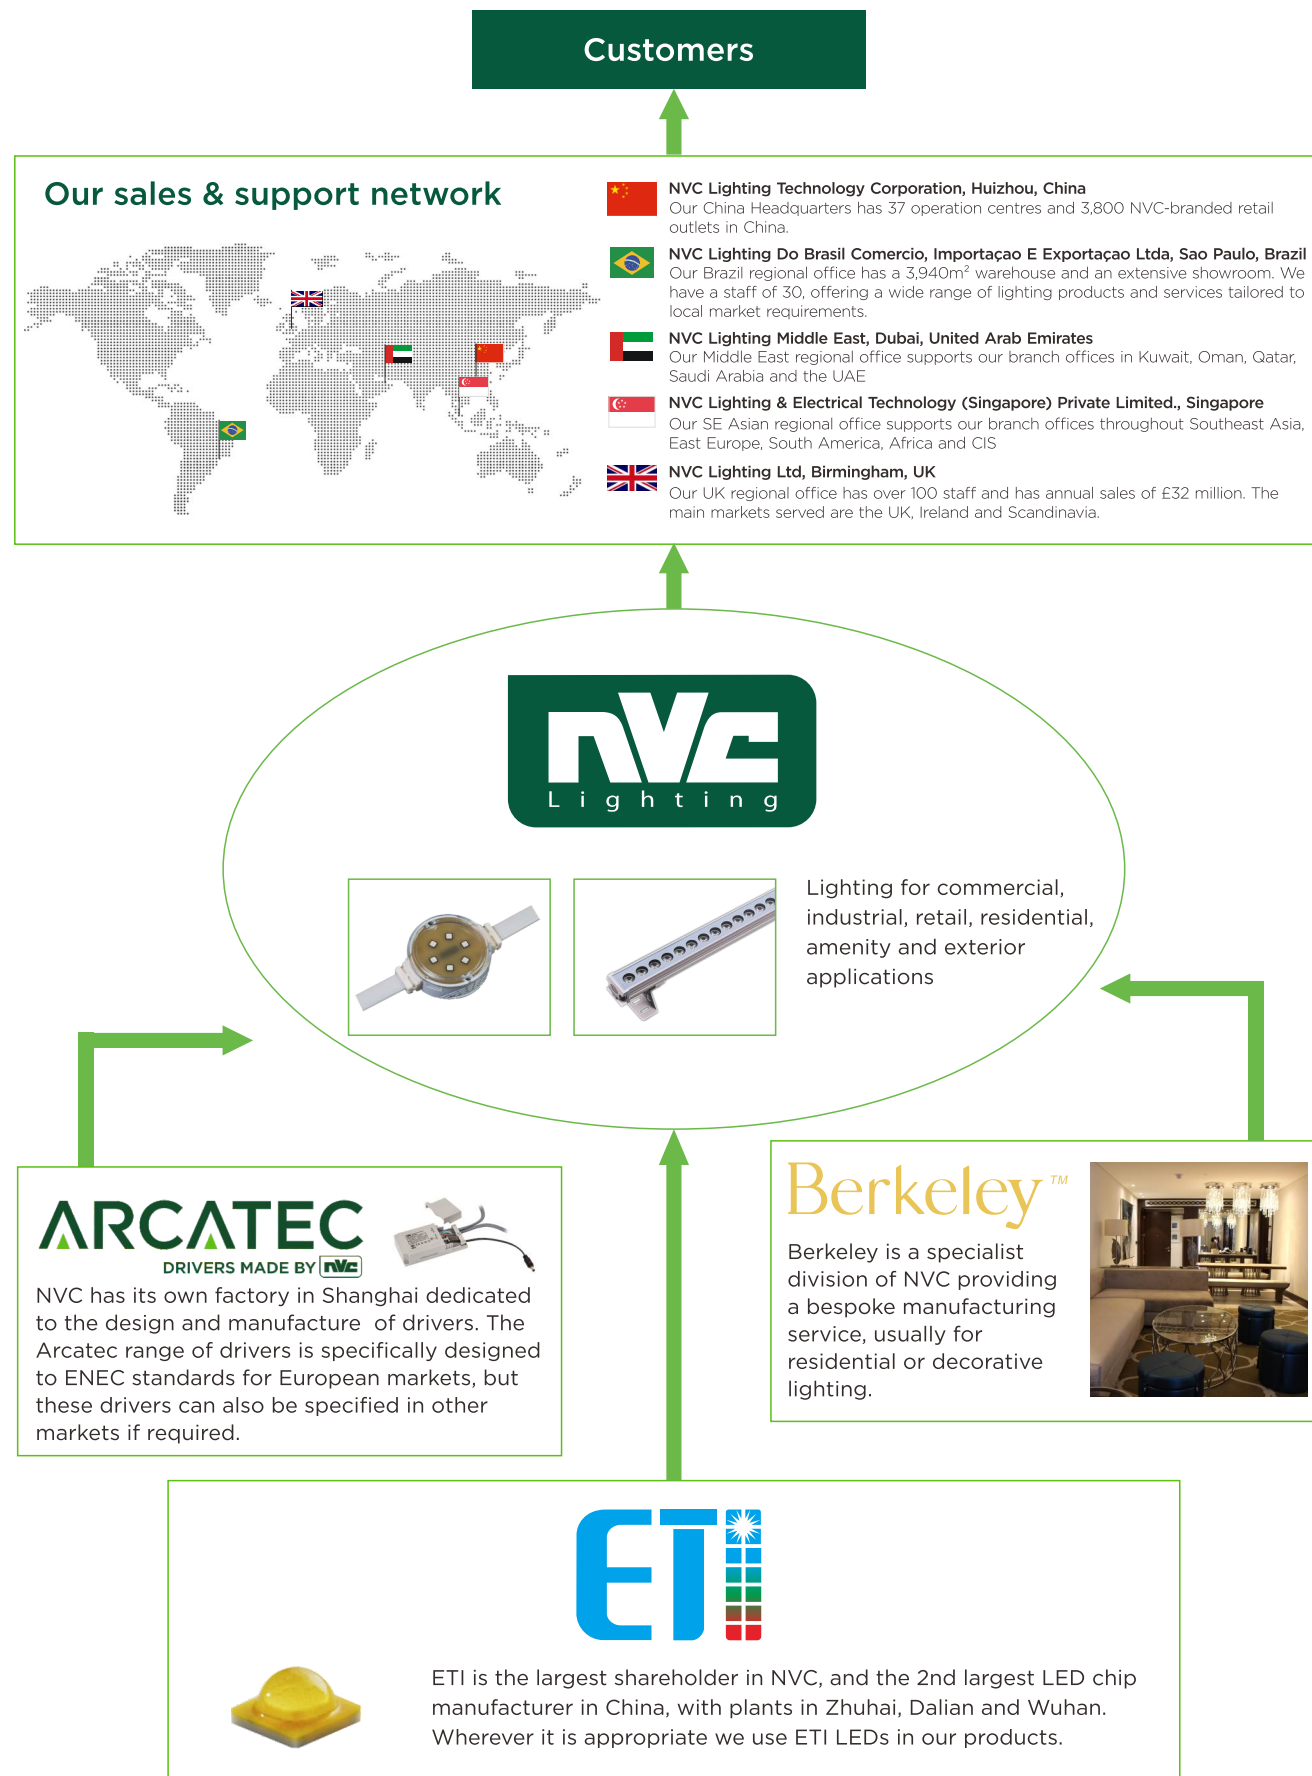 Customers
Our sales & support network
NVC Lighting Technology Corporation, Huizhou, China
Our China Headquarters has 37 operation centres and 3,800 NVC-branded retail
outlets in China.
NVC Lighting Do Brasil Comercio, Importaçao E Exportaçao Ltda, Sao Paulo, Brazil
Our Brazil regional office has a 3,940m² warehouse and an extensive showroom. We
have a staff of 30, offering a wide range of lighting products and services tailored to
local market requirements.
NVC Lighting Middle East, Dubai, United Arab Emirates
Our Middle East regional office supports our branch offices in Kuwait, Oman, Qatar,
Saudi Arabia and the UAE
NVC Lighting & Electrical Technology (Singapore) Private Limited., Singapore
Our SE Asian regional office supports our branch offices throughout Southeast Asia,
East Europe, South America, Africa and CIS
NVC Lighting Ltd, Birmingham, UK
Our UK regional office has over 100 staff and has annual sales of £32 million. The
main markets served are the UK, Ireland and Scandinavia.
nVC
Lighting
Lighting for commercial,
industrial, retail, residential,
amenity and exterior
applications
ARCATEC
DRIVERS MADE BY nVC
NVC has its own factory in Shanghai dedicated
to the design and manufacture of drivers. The
Arcatec range of drivers is specifically designed
to ENEC standards for European markets, but
these drivers can also be specified in other
markets if required.
Berkeley TM
Berkeley is a specialist
division of NVC providing
a bespoke manufacturing
service, usually for
residential or decorative
lighting.
ETI
ETI is the largest shareholder in NVC, and the 2nd largest LED chip
manufacturer in China, with plants in Zhuhai, Dalian and Wuhan.
Wherever it is appropriate we use ETI LEDs in our products.